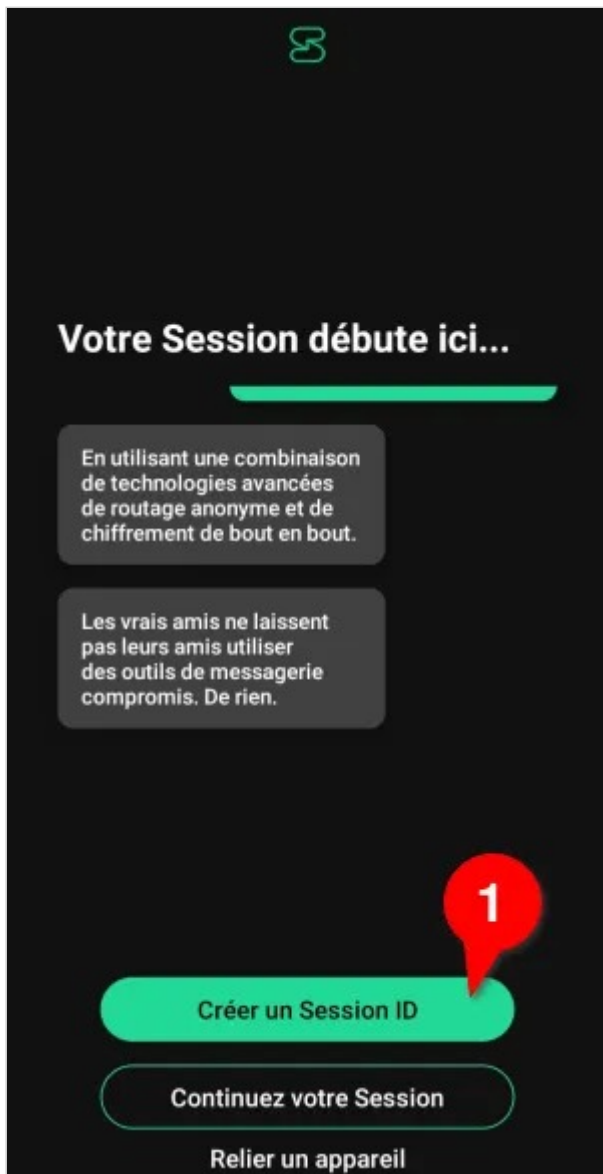 Votre Session débute ici...
En utilisant une combinaison
de technologies avancées
de routage anonyme et de
chiffrement de bout en bout.
Les vrais amis ne laissent
pas leurs amis utiliser
des outils de messagerie
compromis. De rien.
1
Créer un Session ID
Continuez votre Session
Relier un appareil